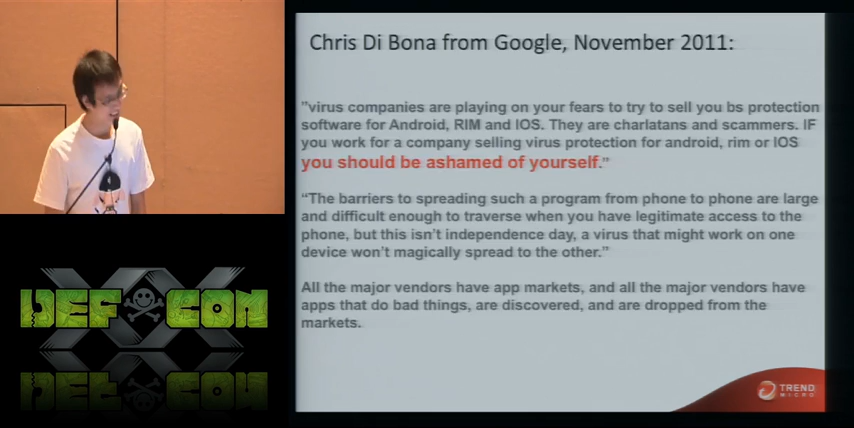 Chris Di Bona from Google, November 2011:
"virus companies are playing on your fears to try to sell you bs protection
software for Android, RIM and IOS. They are charlatans and scammers. IF
you work for a company selling virus protection for android, rim or IOS
you should be ashamed of yourself."
"The barriers to spreading such a program from phone to phone are large
and difficult enough to traverse when you have legitimate access to the
phone, but this isn't independence day, a virus that might work on one
device won't magically spread to the other."
All the major vendors have app markets, and all the major vendors have
apps that do bad things, are discovered, and are dropped from the
markets.
DEF CON
XX
TREND
MICRO